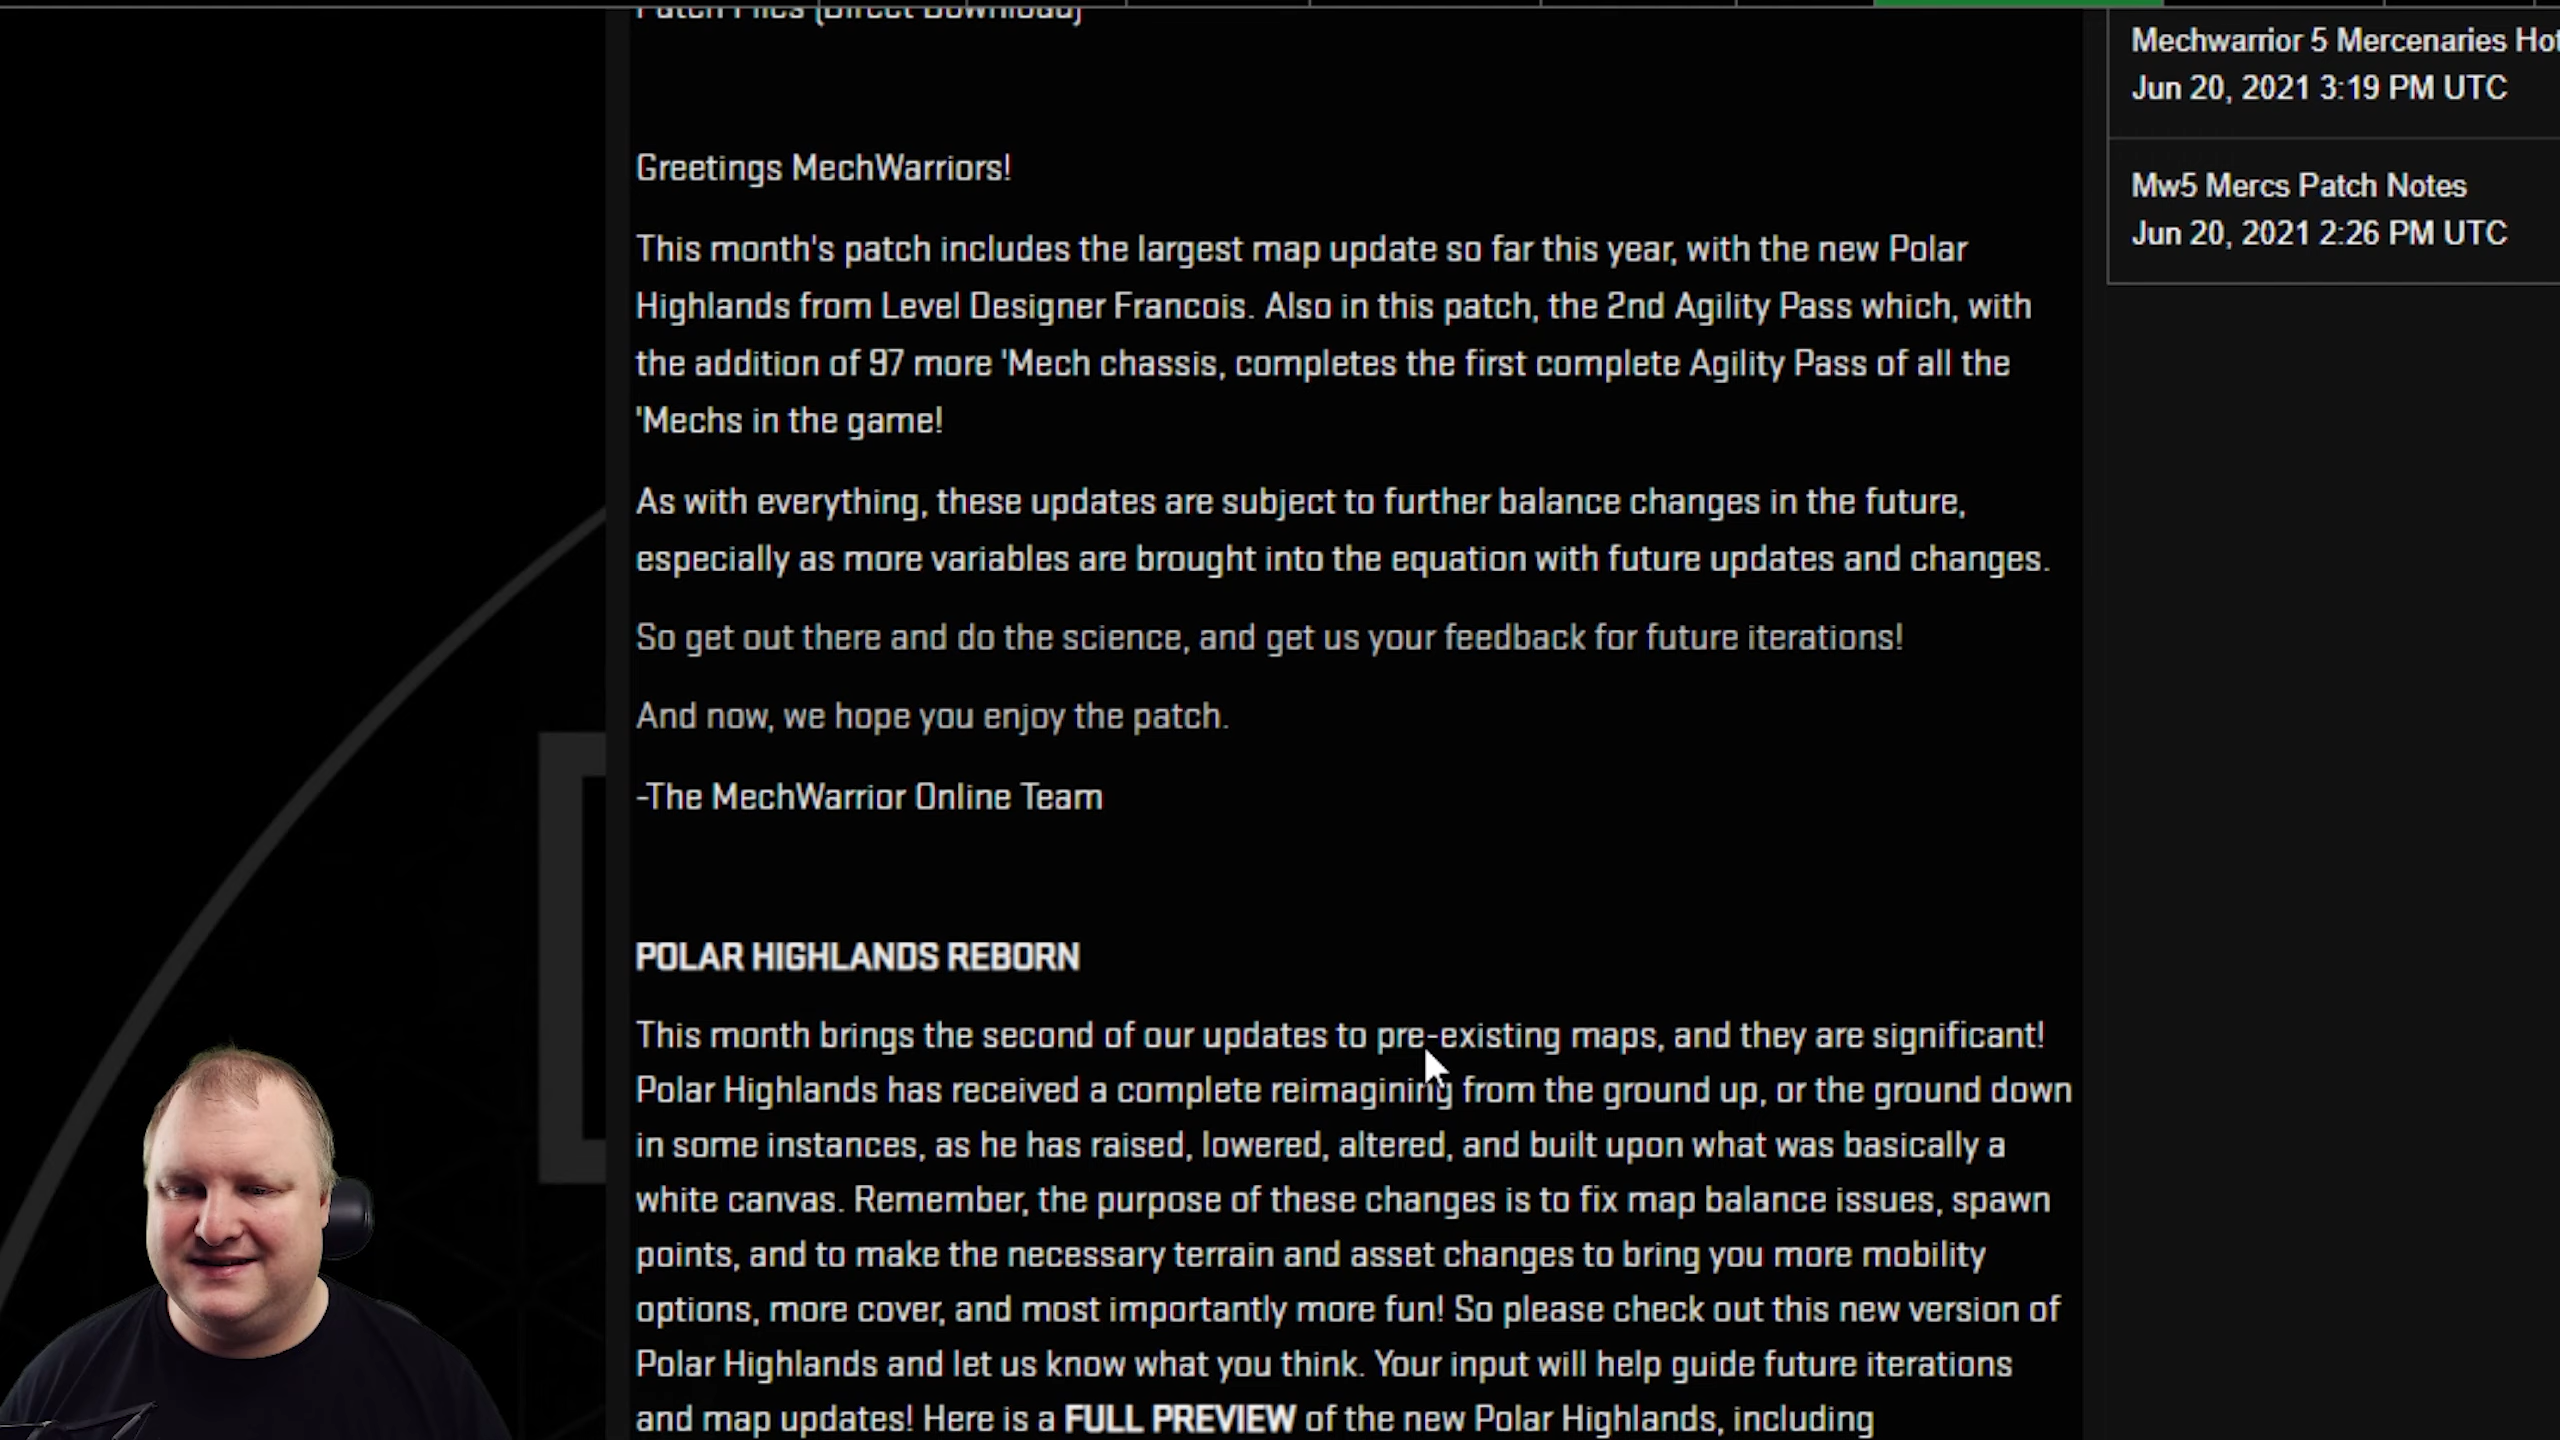 Patch Files (Direct Download)
Greetings MechWarriors!
This month's patch includes the largest map update so far this year, with the new Polar
Highlands from Level Designer Francois. Also in this patch, the 2nd Agility Pass which, with
the addition of 97 more 'Mech chassis, completes the first complete Agility Pass of all the
'Mechs in the game!
As with everything, these updates are subject to further balance changes in the future,
especially as more variables are brought into the equation with future updates and changes.
So get out there and do the science, and get us your feedback for future iterations!
And now, we hope you enjoy the patch.
-The MechWarrior Online Team
POLAR HIGHLANDS REBORN
This month brings the second of our updates to pre-existing maps, and they are significant!
Polar Highlands has received a complete reimagining from the ground up, or the ground down
in some instances, as he has raised, lowered, altered, and built upon what was basically a
white canvas. Remember, the purpose of these changes is to fix map balance issues, spawn
points, and to make the necessary terrain and asset changes to bring you more mobility
options, more cover, and most importantly more fun! So please check out this new version of
Polar Highlands and let us know what you think. Your input will help guide future iterations
and map updates! Here is a FULL PREVIEW of the new Polar Highlands, including
Mechwarrior 5 Mercenaries
Jun 20, 2021 3:19 PM UTC
Mw5 Mercs Patch Notes
Jun 20, 2021 2:26 PM UTC